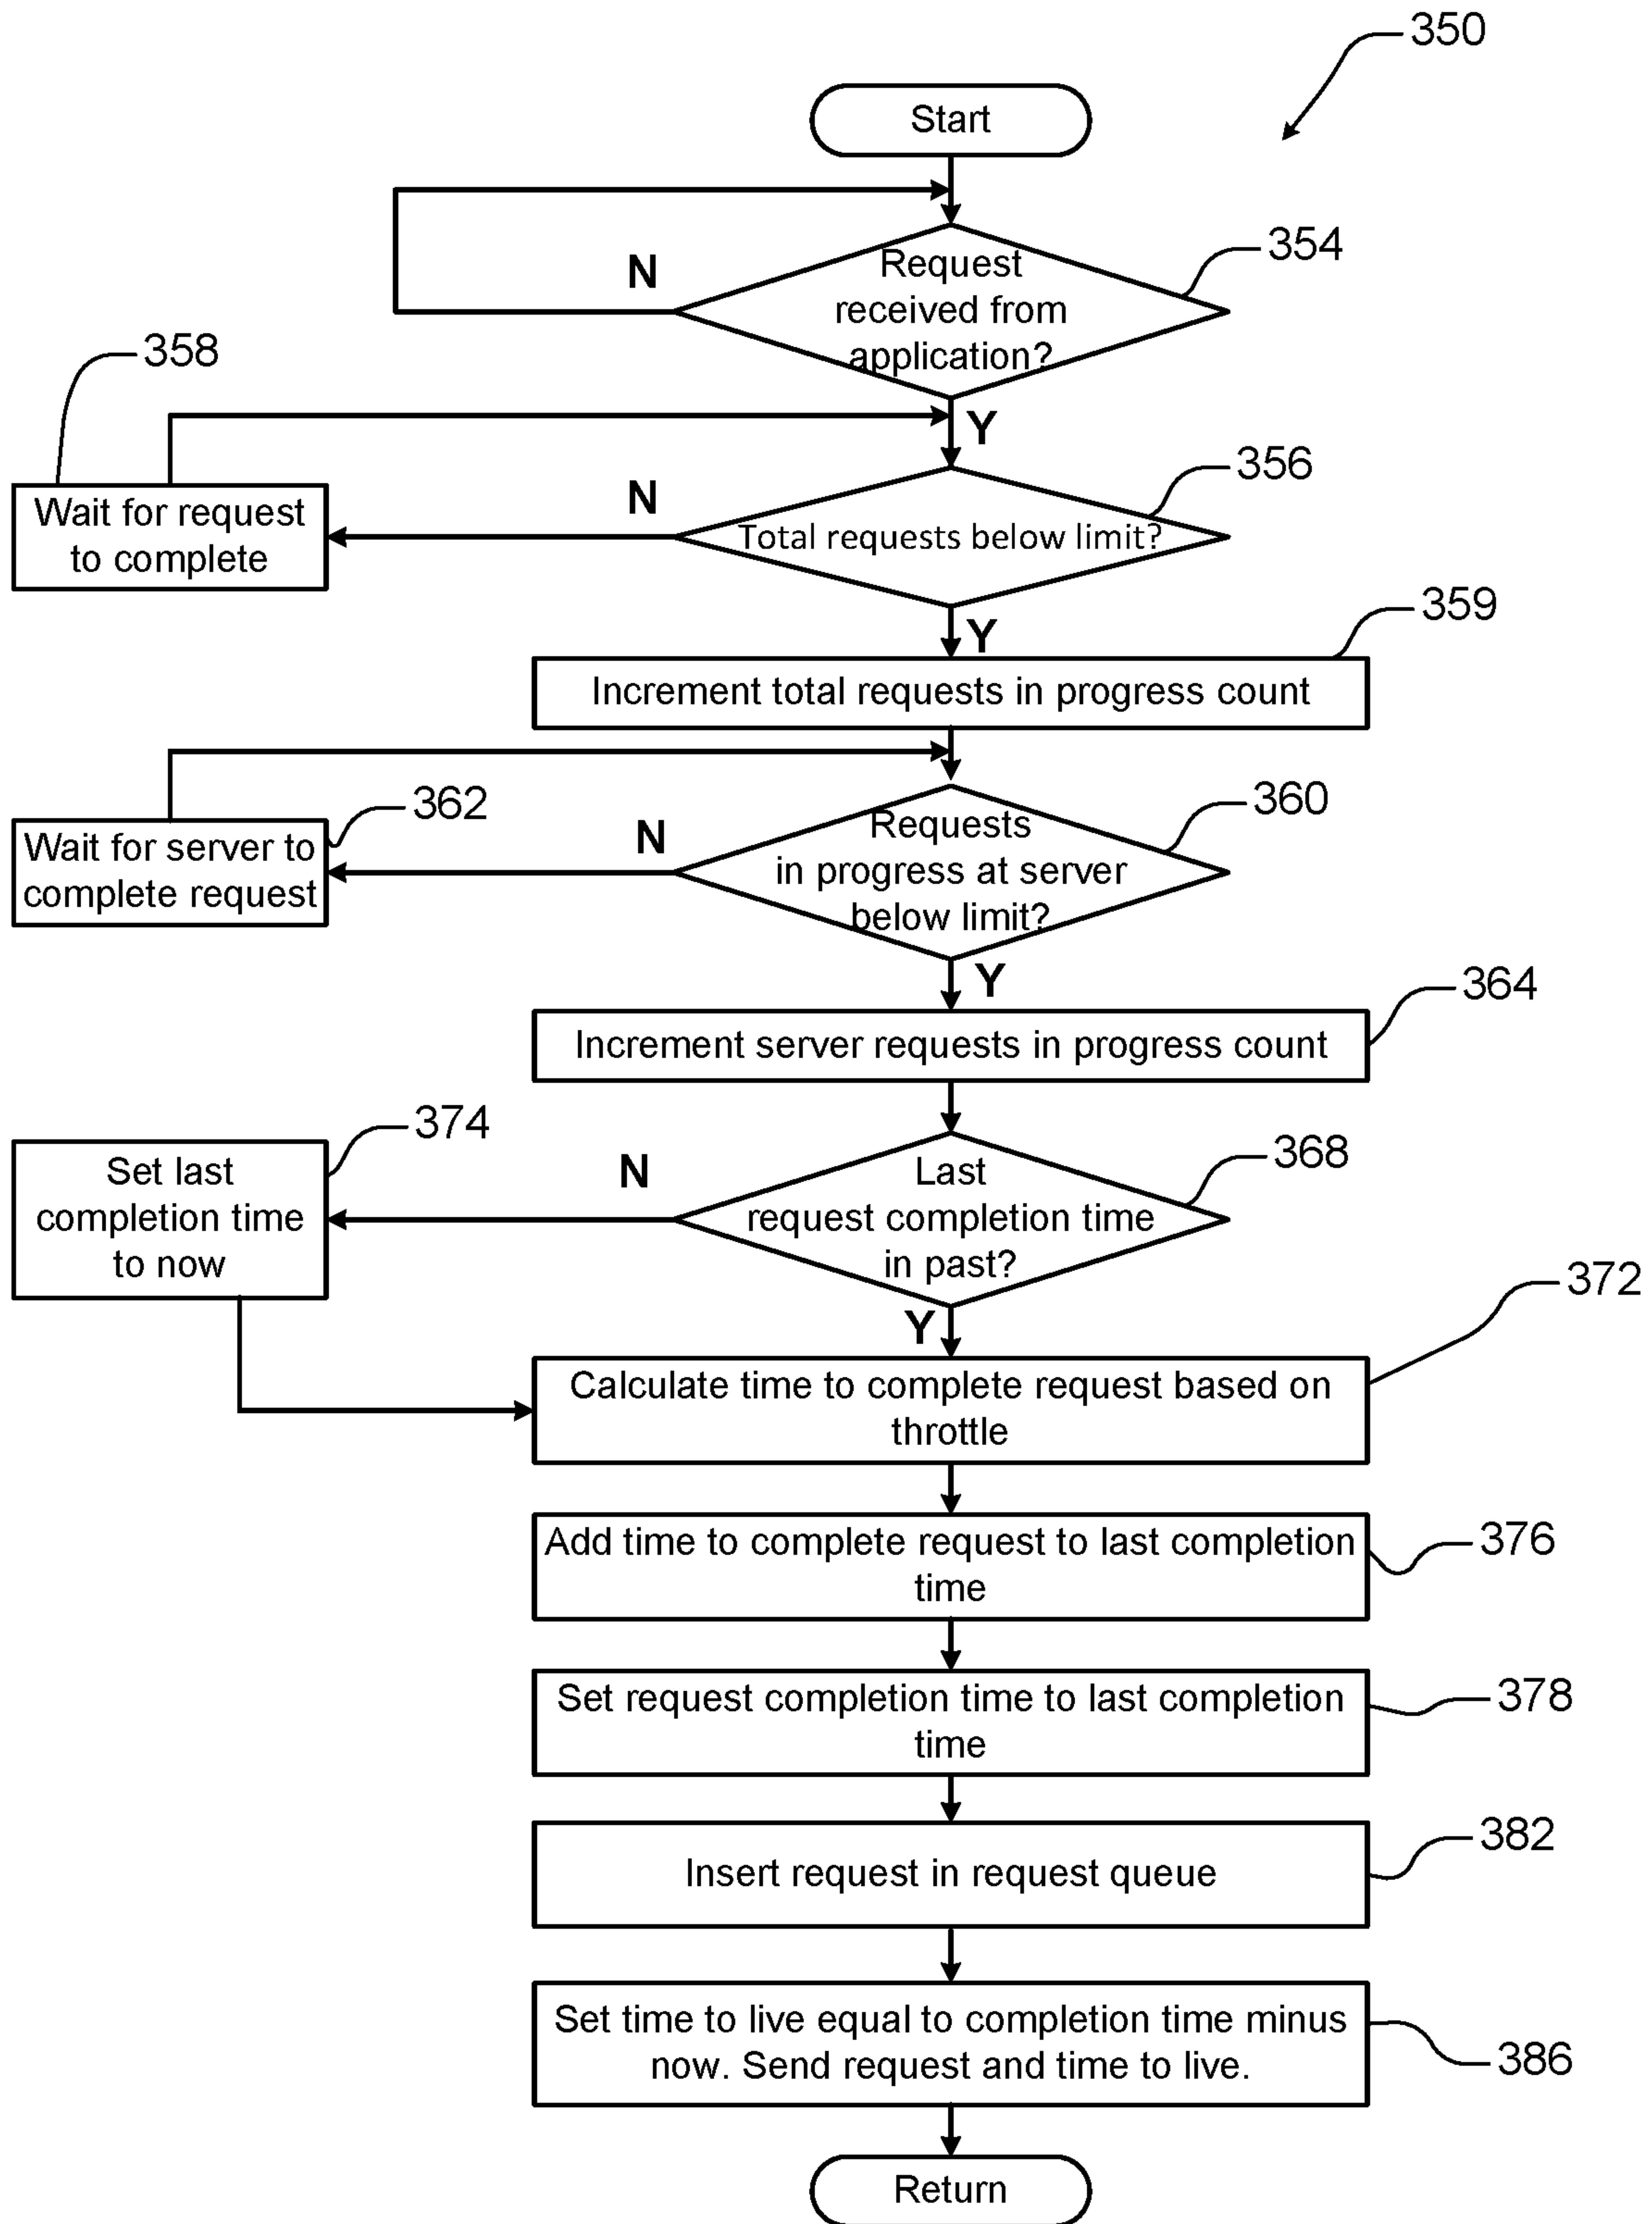 350
Start
N
Request
received from
application?
354
358
Y
Wait for request
to complete
N
Total requests below limit?
356
Y
359
Increment total requests in progress count
362
Wait for server to
complete request
N
Requests
in progress at server
below limit?
360
Y
364
Increment server requests in progress count
374
Set last
completion time
to now
N
Last
request completion time
in past?
368
Y
372
Calculate time to complete request based on
throttle
Add time to complete request to last completion
time
376
Set request completion time to last completion
time
378
Insert request in request queue
382
Set time to live equal to completion time minus
now. Send request and time to live.
386
Return